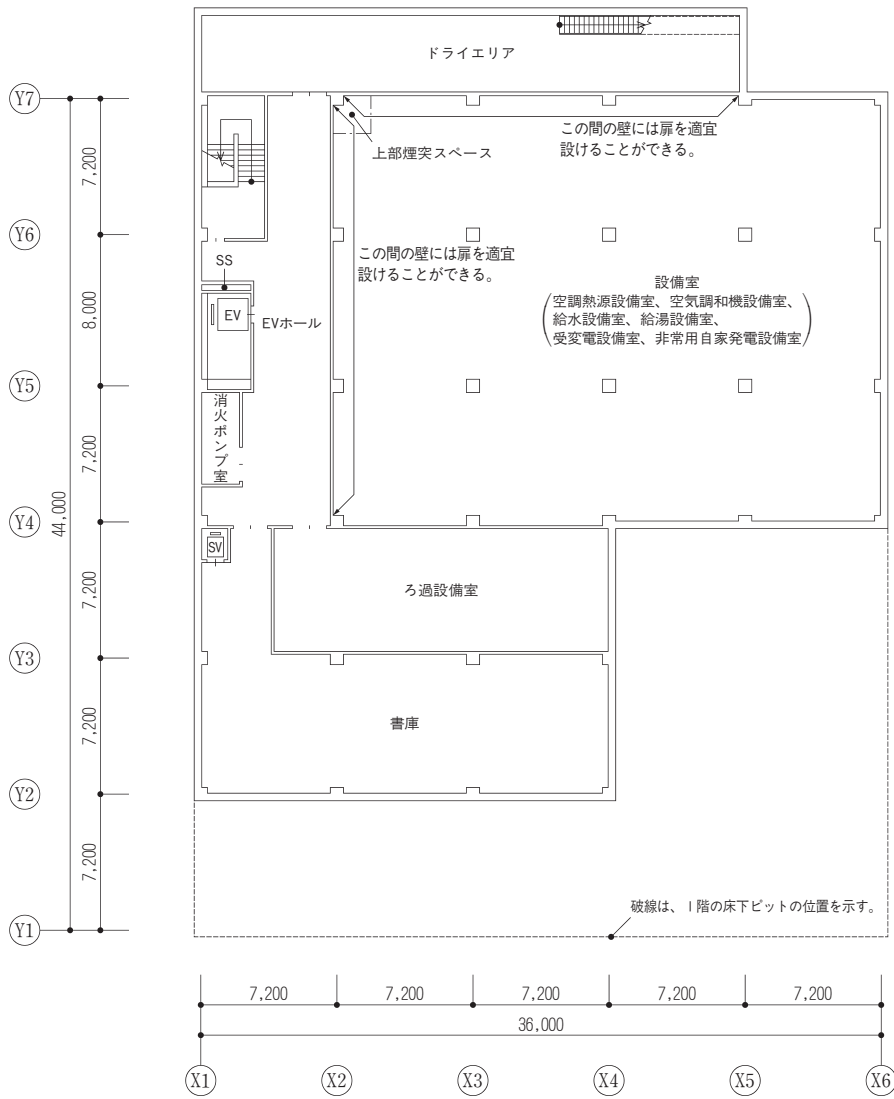 ドライエリア
Y7
この間の壁には扉を適宜
設けることができる。
上部煙突スペース
7,200
Y6
この間の壁には扉を適宜
設けることができる。
SS
設備室
(空調熱源設備室、空気調和機設備室、
給水設備室、給湯設備室、
受変電設備室、非常用自家発電設備室)
8,000
EV
EVホール
Y5
消火ポンプ室
7,200
44,000
Y4
SV
ろ過設備室
7,200
Y3
書庫
7,200
Y2
7,200
破線は、1階の床下ピットの位置を示す。
Y1
7,200 7,200 7,200 7,200 7,200
36,000
X1 X2 X3 X4 X5 X6